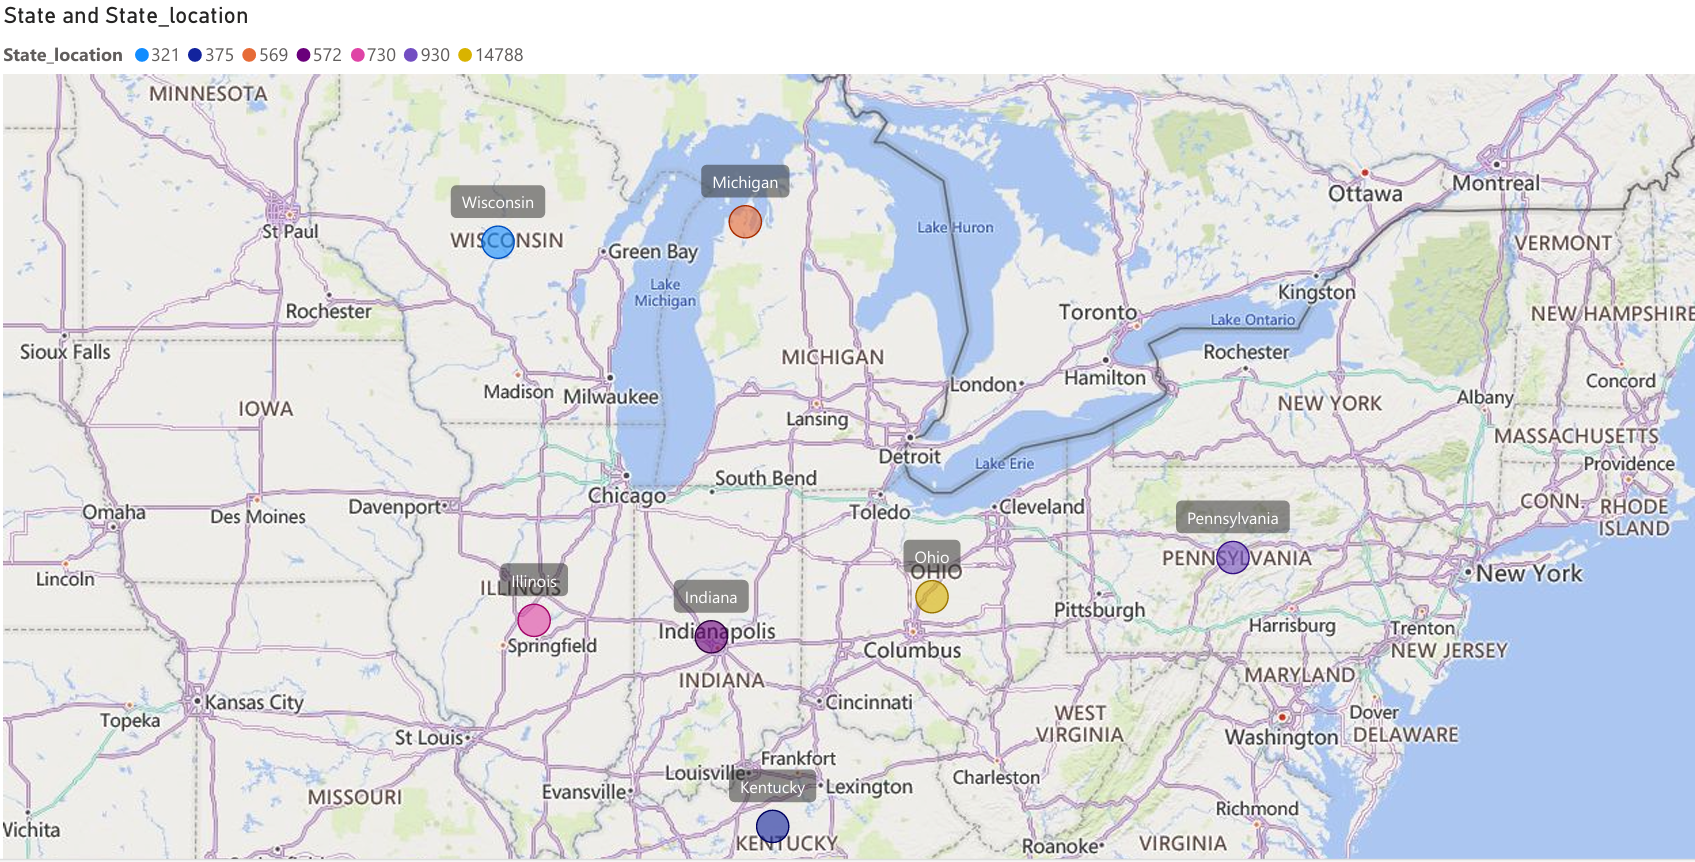 State and State_location
State_location 321 375 569 572 730 930 14788
MINNESOTA
Michigan
Wisconsin
Ottawa
Montreal
St Paul
WISCONSIN
Green Bay
Lake Huron
VERMONT
Lake
Michigan
Kingston
Rochester
Toronto
Lake Ontario
NEW HAMPSHIRE
Sioux Falls
MICHIGAN
Rochester
Madison
Milwaukee
London
Hamilton
Concord
IOWA
Lansing
NEW YORK
Albany
Detroit
Lake Erie
MASSACHUSETTS
Providence
South Bend
Chicago
Omaha
Des Moines
Davenport
Toledo
Cleveland
Pennsylvania
CONN.
RHODE
ISLAND
Lincoln
Illinois
ILLINOIS
Indiana
Ohio
OHIO
PENNSYLVANIA
New York
Pittsburgh
Springfield
Indianapolis
Columbus
Harrisburg
Trenton
NEW JERSEY
INDIANA
MARYLAND
Topeka
Kansas City
Cincinnati
WEST
VIRGINIA
Dover
DELAWARE
St Louis
Washington
Louisville
Frankfort
Kentucky
Lexington
Charleston
MISSOURI
Evansville
Richmond
Wichita
KENTUCKY
Roanoke
VIRGINIA